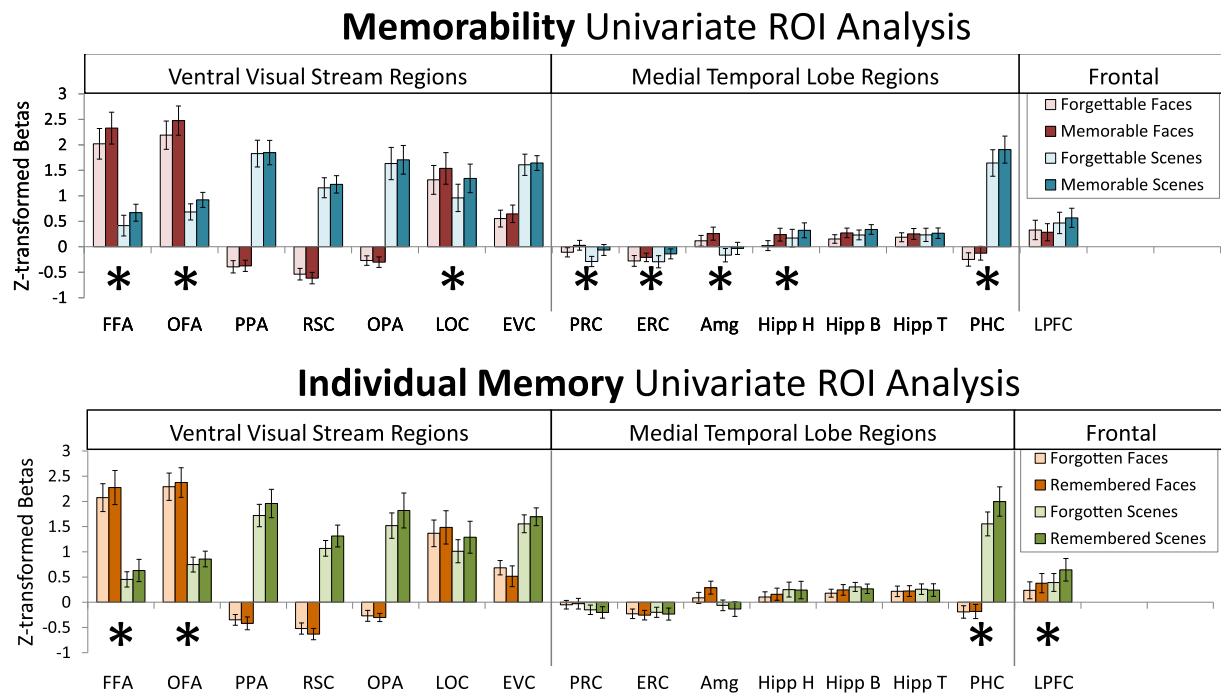 Memorability Univariate ROI Analysis
Ventral Visual Stream Regions
Medial Temporal Lobe Regions
Frontal
Z-transformed Betas
3
2.5
2
1.5
1
0.5
0
-0.5
-1
Forgettable Faces
Memorable Faces
Forgettable Scenes
Memorable Scenes
* * * * * * * *
FFA OFA PPA RSC OPA LOC EVC PRC ERC Amg Hipp H Hipp B Hipp T PHC LPFC
Individual Memory Univariate ROI Analysis
Ventral Visual Stream Regions
Medial Temporal Lobe Regions
Frontal
Z-transformed Betas
3
2.5
2
1.5
1
0.5
0
-0.5
-1
Forgotten Faces
Remembered Faces
Forgotten Scenes
Remembered Scenes
* * * *
FFA OFA PPA RSC OPA LOC EVC PRC ERC Amg Hipp H Hipp B Hipp T PHC LPFC